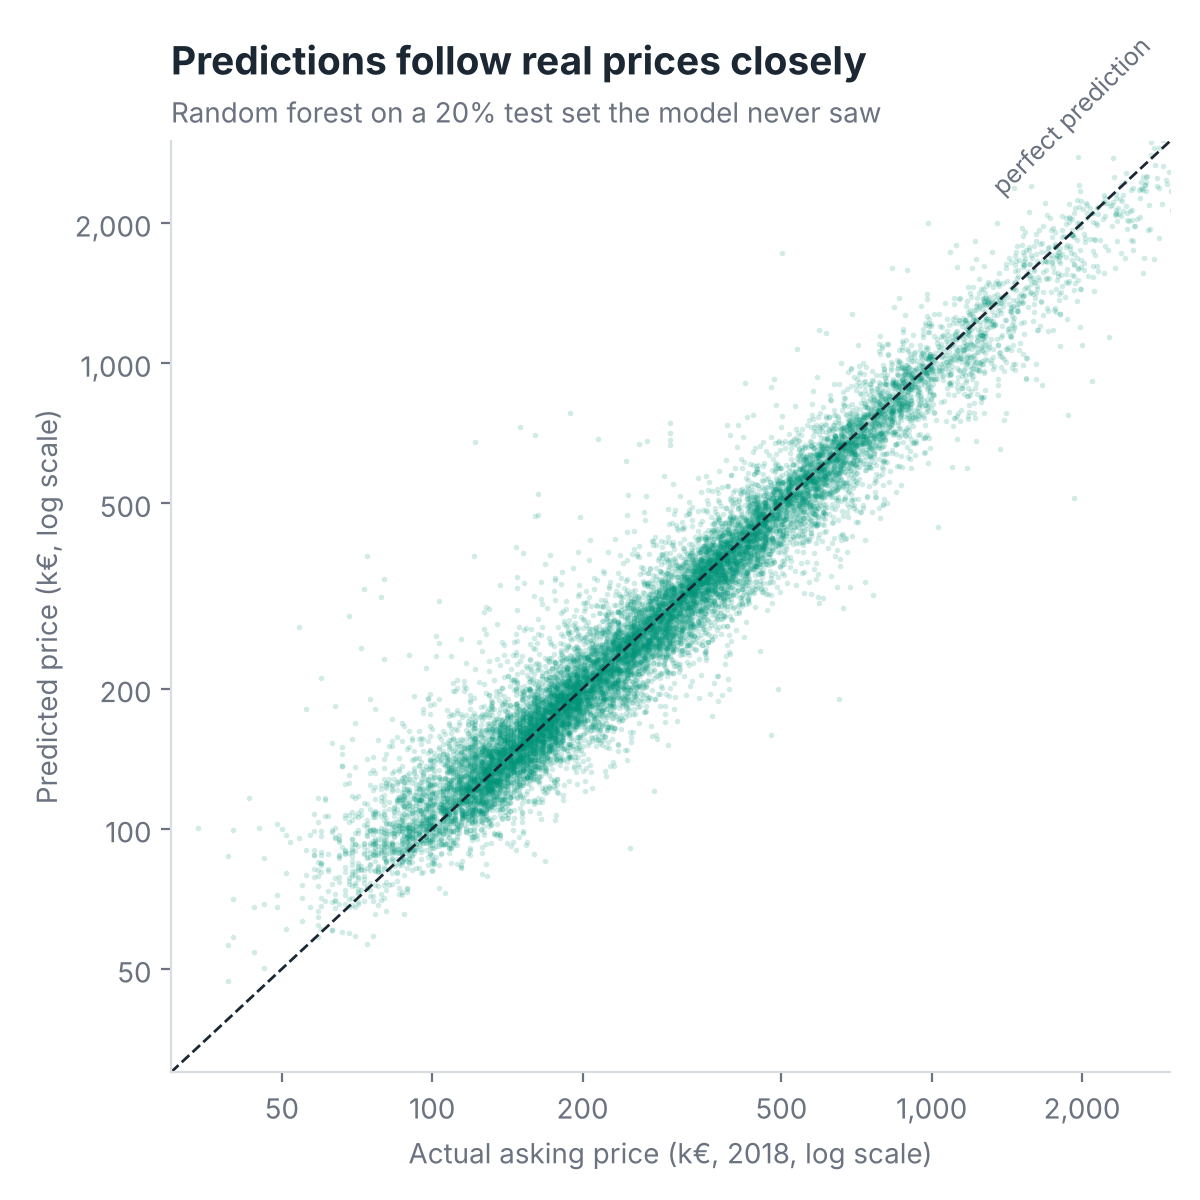 Predictions follow real prices closely
Random forest on a 20% test set the model never saw
perfect prediction
2,000
1,000
500
200
100
50
Predicted price (k€, log scale)
50
100
200
500
1,000
2,000
Actual asking price (k€, 2018, log scale)